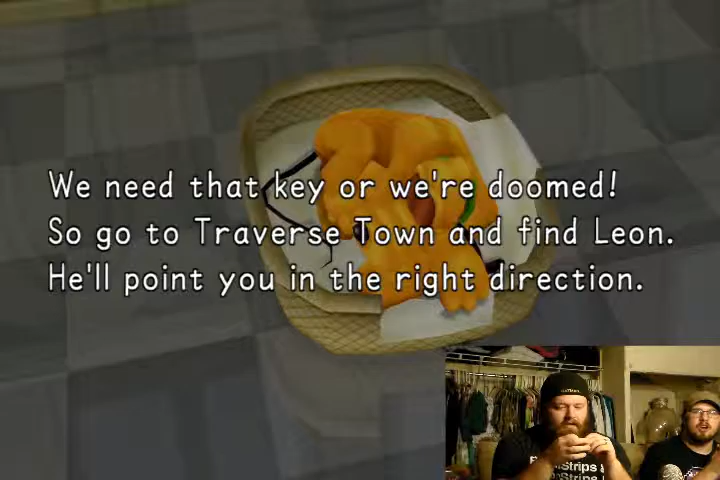 We need that key or we're doomed!
So go to Traverse Town and find Leon.
He'll point you in the right direction.
Strips